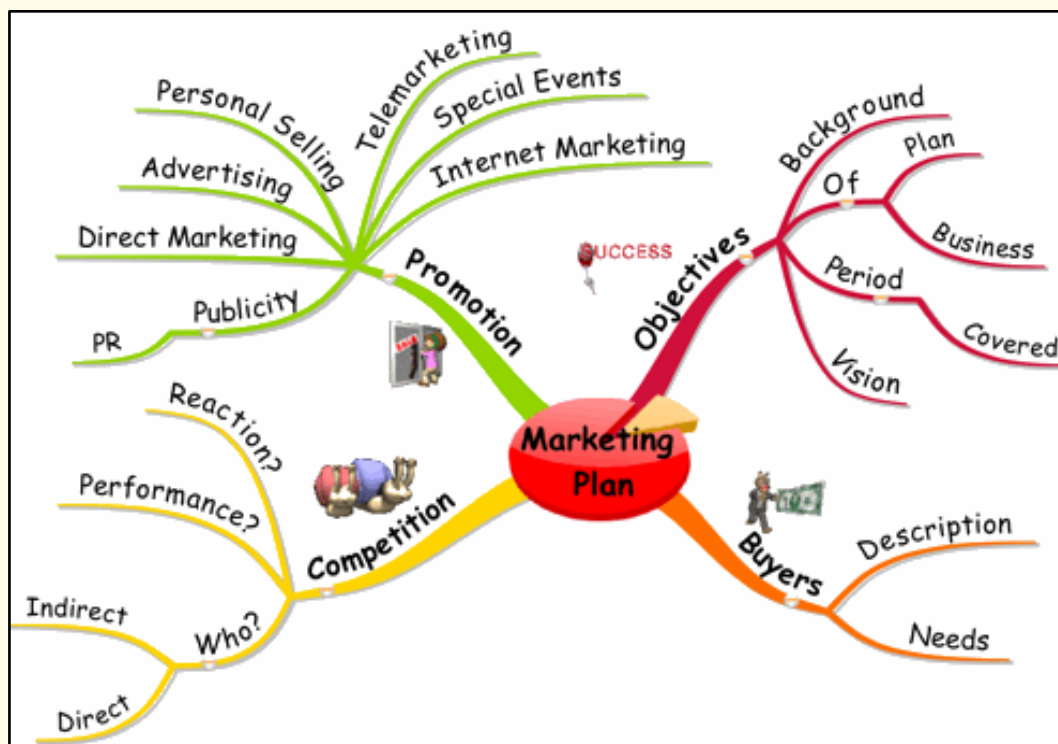 Telemarketing
Personal Selling
Special Events
Advertising
Internet Marketing
Direct Marketing
Publicity
PR
Promotion
SUCCESS
SALE
Objectives
Background
Of
Plan
Business
Period
Covered
Vision
Marketing
Plan
Reaction?
Performance?
Competition
Who?
Indirect
Direct
Buyers
Description
Needs